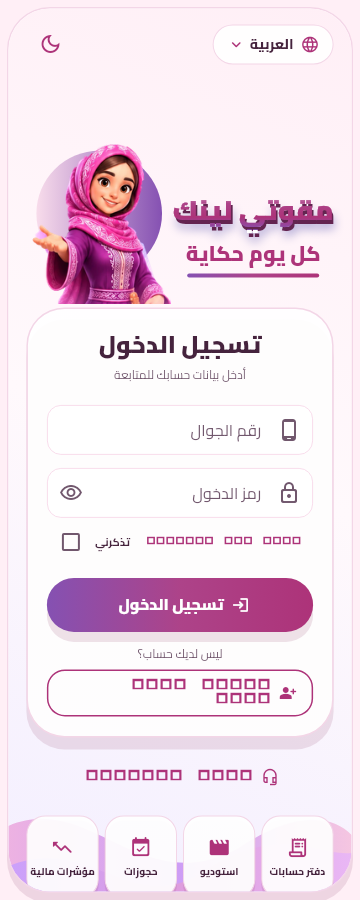 العربية
مقوتي لينك
كل يوم حكاية
تسجيل الدخول
أدخل بيانات حسابك للمتابعة
رقم الجوال
رمز الدخول
تذكرني
تسجيل الدخول
ليس لديك حساب؟
دفتر حسابات
استوديو
حجوزات
مؤشرات مالية